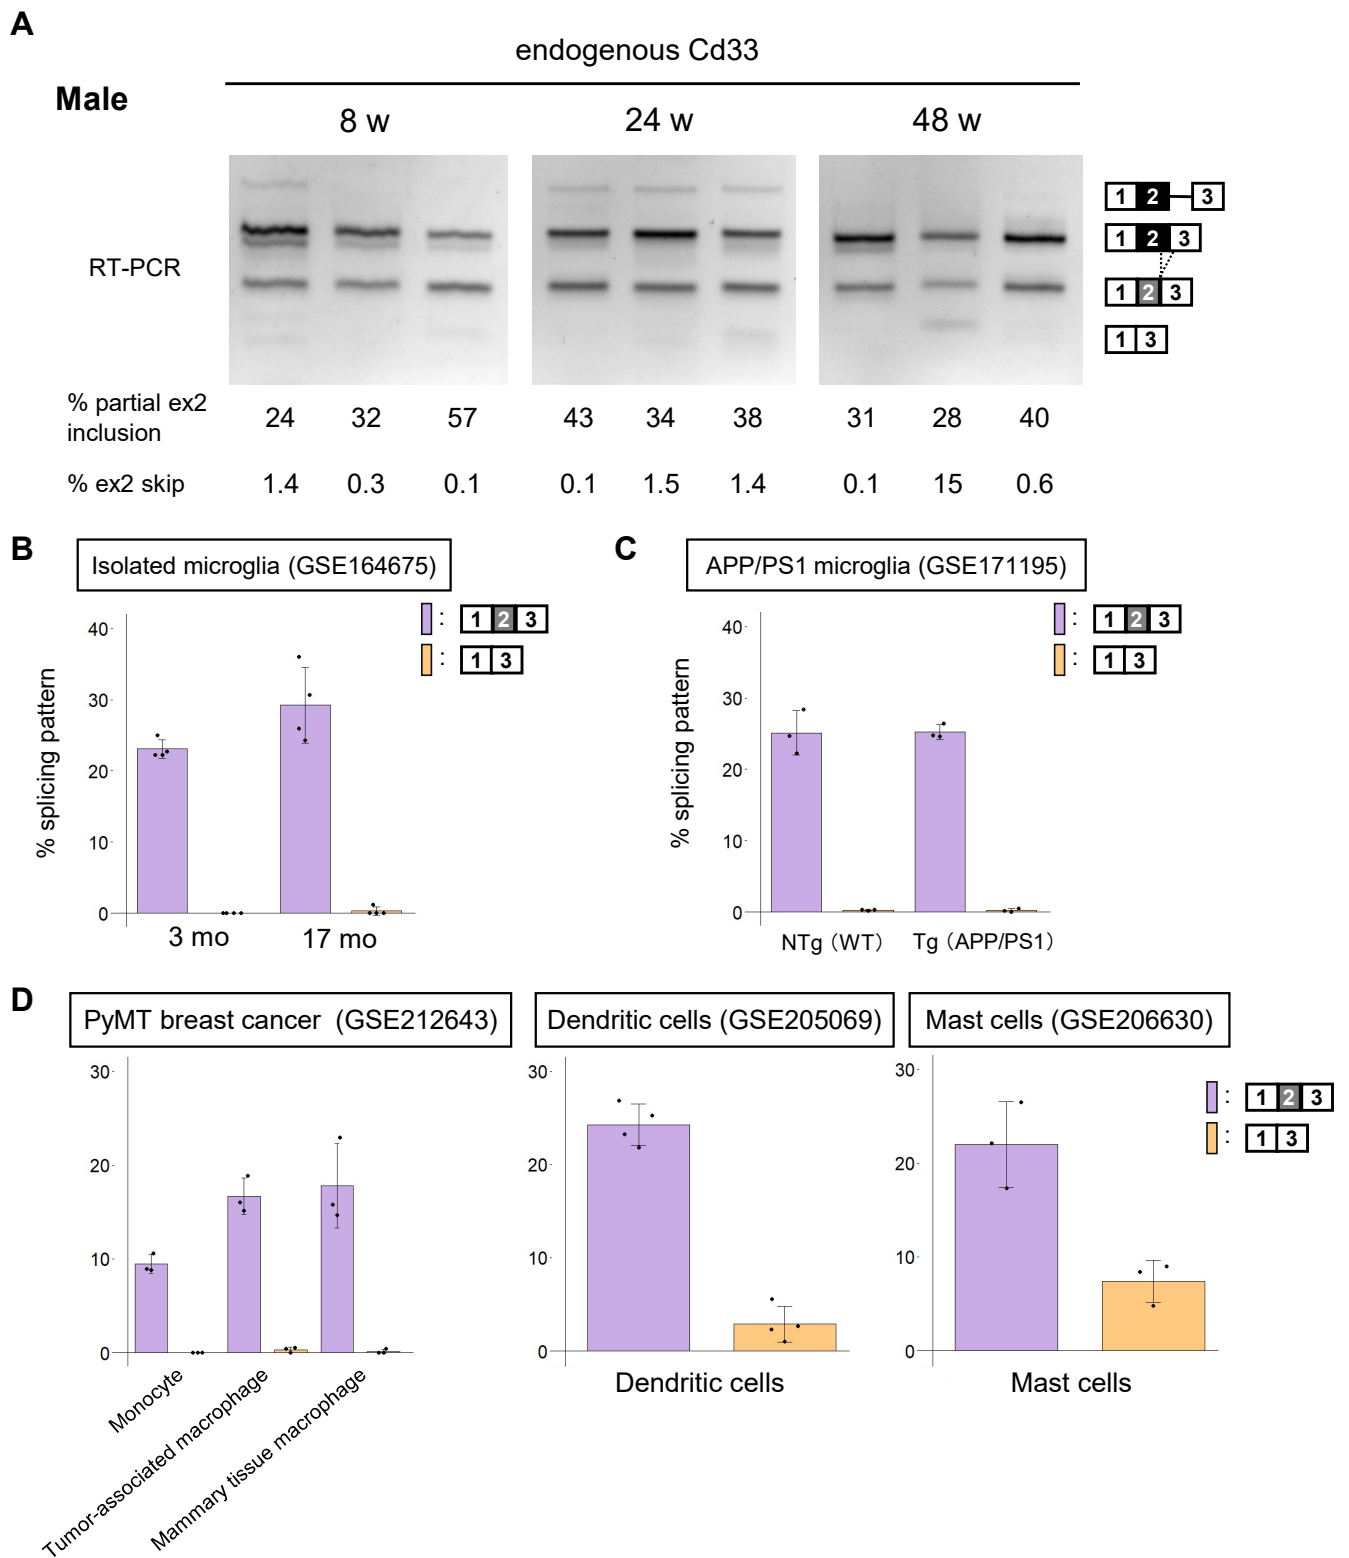 A
endogenous Cd33
Male
8 w 24 w 48 w
RT-PCR
1 2 3
1 2 3
1 2 3
1 3
% partial ex2
inclusion
24 32 57 43 34 38 31 28 40
% ex2 skip 1.4 0.3 0.1 0.1 1.5 1.4 0.1 15 0.6
B
Isolated microglia (GSE164675)
: 1 2 3
: 1 3
% splicing pattern
40
30
20
10
0
3 mo 17 mo
C
APP/PS1 microglia (GSE171195)
: 1 2 3
: 1 3
% splicing pattern
40
30
20
10
0
NTg (WT) Tg (APP/PS1)
D
PyMT breast cancer (GSE212643)
30
20
10
0
Monocyte
Tumor-associated macrophage
Mammary tissue macrophage
Dendritic cells (GSE205069)
30
20
10
0
Dendritic cells
Mast cells (GSE206630)
30
20
10
0
Mast cells
: 1 2 3
: 1 3